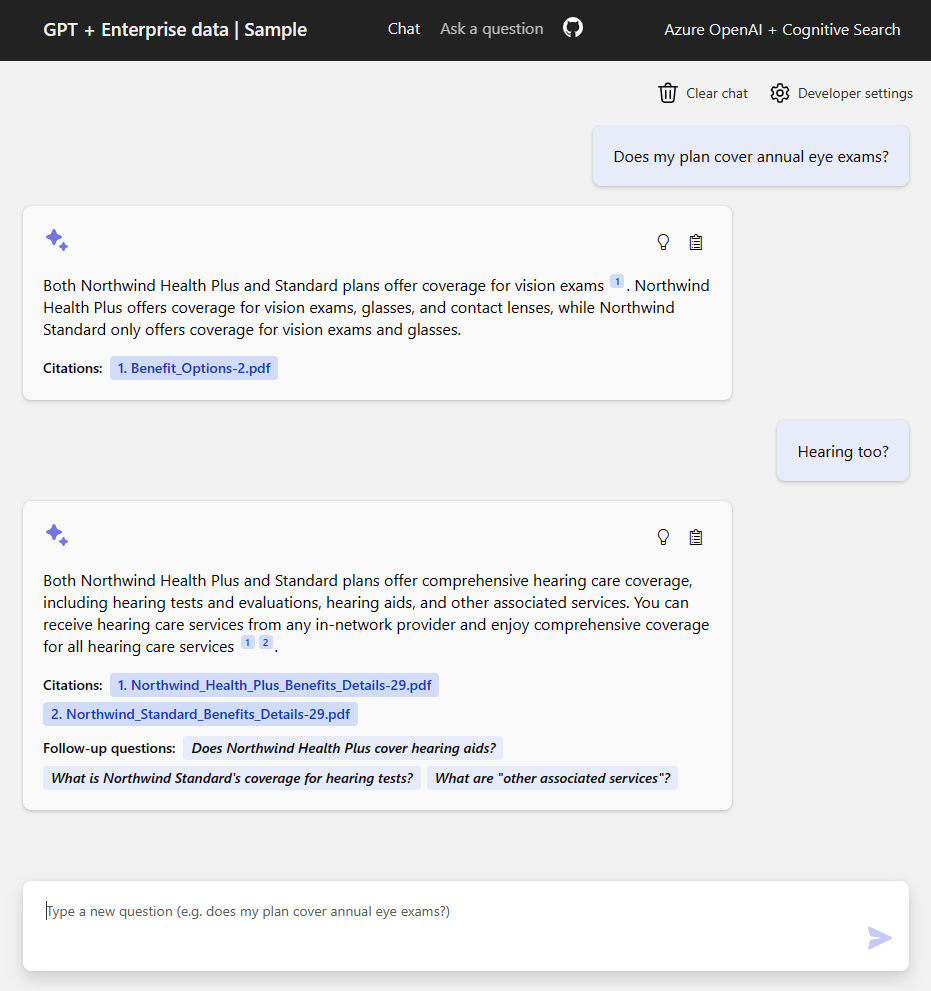 GPT + Enterprise data | Sample
Chat
Ask a question
Azure OpenAI + Cognitive Search
Clear chat
Developer settings
Does my plan cover annual eye exams?
Both Northwind Health Plus and Standard plans offer coverage for vision exams 1 . Northwind
Health Plus offers coverage for vision exams, glasses, and contact lenses, while Northwind
Standard only offers coverage for vision exams and glasses.
Citations: 1. Benefit_Options-2.pdf
Hearing too?
Both Northwind Health Plus and Standard plans offer comprehensive hearing care coverage,
including hearing tests and evaluations, hearing aids, and other associated services. You can
receive hearing care services from any in-network provider and enjoy comprehensive coverage
for all hearing care services 1 2 .
Citations: 1. Northwind_Health_Plus_Benefits_Details-29.pdf
2. Northwind_Standard_Benefits_Details-29.pdf
Follow-up questions: Does Northwind Health Plus cover hearing aids?
What is Northwind Standard's coverage for hearing tests? What are "other associated services"?
Type a new question (e.g. does my plan cover annual eye exams?)